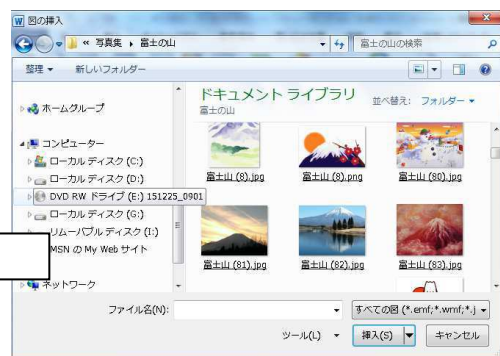 図の挿入
« 写真集 ▸ 富士の山
富士の山の検索
整理 新しいフォルダー
ドキュメント ライブラリ
富士の山
並べ替え: フォルダー
ホームグループ
コンピューター
ローカル ディスク (C:)
ローカル ディスク (D:)
DVD RW ドライブ (E:) 151225_0901
ローカル ディスク (G:)
リムーバブル ディスク (I:)
MSN の My Web サイト
ネットワーク
富士山 (8).jpg
富士山 (8).png
富士山 (80).jpg
富士山 (81).jpg
富士山 (82).jpg
富士山 (83).jpg
ファイル名(N):
すべての図 (*.emf;*.wmf;*.j
ツール(L)
挿入(S)
キャンセル